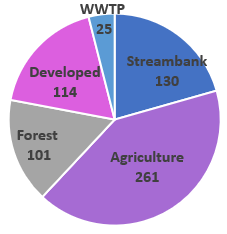 WWTP
25
Streambank
130
Developed
114
Forest
101
Agriculture
261